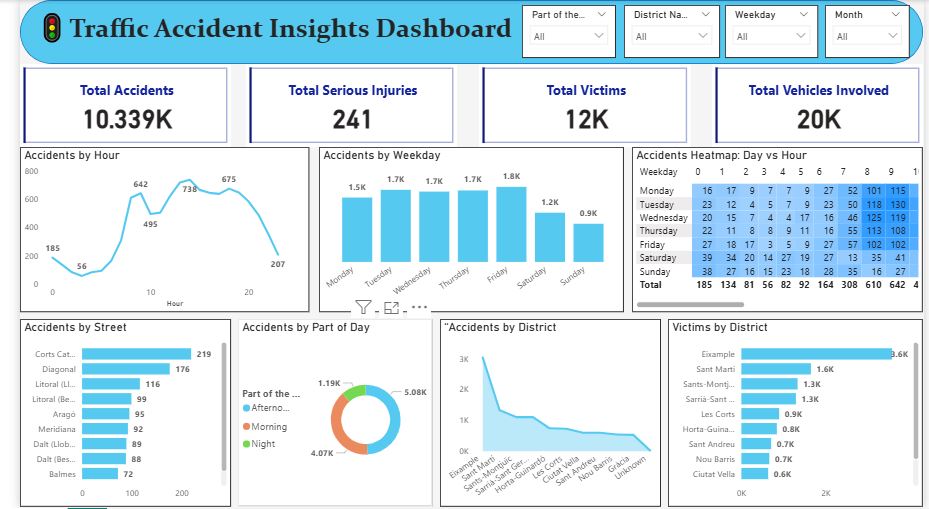 Traffic Accident Insights Dashboard
Part of the...
All
District Na...
All
Weekday
All
Month
All
Total Accidents
10.339K
Total Serious Injuries
241
Total Victims
12K
Total Vehicles Involved
20K
Accidents by Hour
800
600
400
200
0
185
56
642
495
738
675
207
0 10 20
Hour
Accidents by Weekday
1.5K 1.7K 1.7K 1.7K 1.8K 1.2K 0.9K
Monday Tuesday Wednesday Thursday Friday Saturday Sunday
Accidents Heatmap: Day vs Hour
Weekday 0 1 2 3 4 5 6 7 8 9 1
Monday 16 17 9 7 7 9 27 52 101 115
Tuesday 23 12 4 5 7 9 23 50 118 130
Wednesday 20 15 7 4 4 17 16 46 125 119
Thursday 22 11 8 8 9 11 16 55 113 108
Friday 27 18 17 3 5 9 27 57 102 102
Saturday 39 34 20 14 27 19 27 13 35 41
Sunday 38 27 16 15 23 18 28 35 16 27
Total 185 134 81 56 82 92 164 308 610 642 4
Accidents by Street
Corts Cat... 219
Diagonal 176
Litoral (Ll... 116
Litoral (Be... 99
Aragó 95
Meridiana 92
Dalt (Llob... 89
Dalt (Bes... 88
Balmes 72
0 100 200
Accidents by Part of Day
Part of the ...
Afterno...
Morning
Night
1.19K
5.08K
4.07K
"Accidents by District
3K
2K
1K
0K
Eixample Sant Martí Sants-Montjuïc Sarrià-Sant Ger... Horta-Guinardó Les Corts Ciutat Vella Sant Andreu Nou Barris Gràcia Unknown
Victims by District
Eixample 3.6K
Sant Martí 1.6K
Sants-Montj... 1.3K
Sarrià-Sant ... 1.3K
Les Corts 0.9K
Horta-Guina... 0.8K
Sant Andreu 0.7K
Nou Barris 0.7K
Ciutat Vella 0.6K
0K 2K